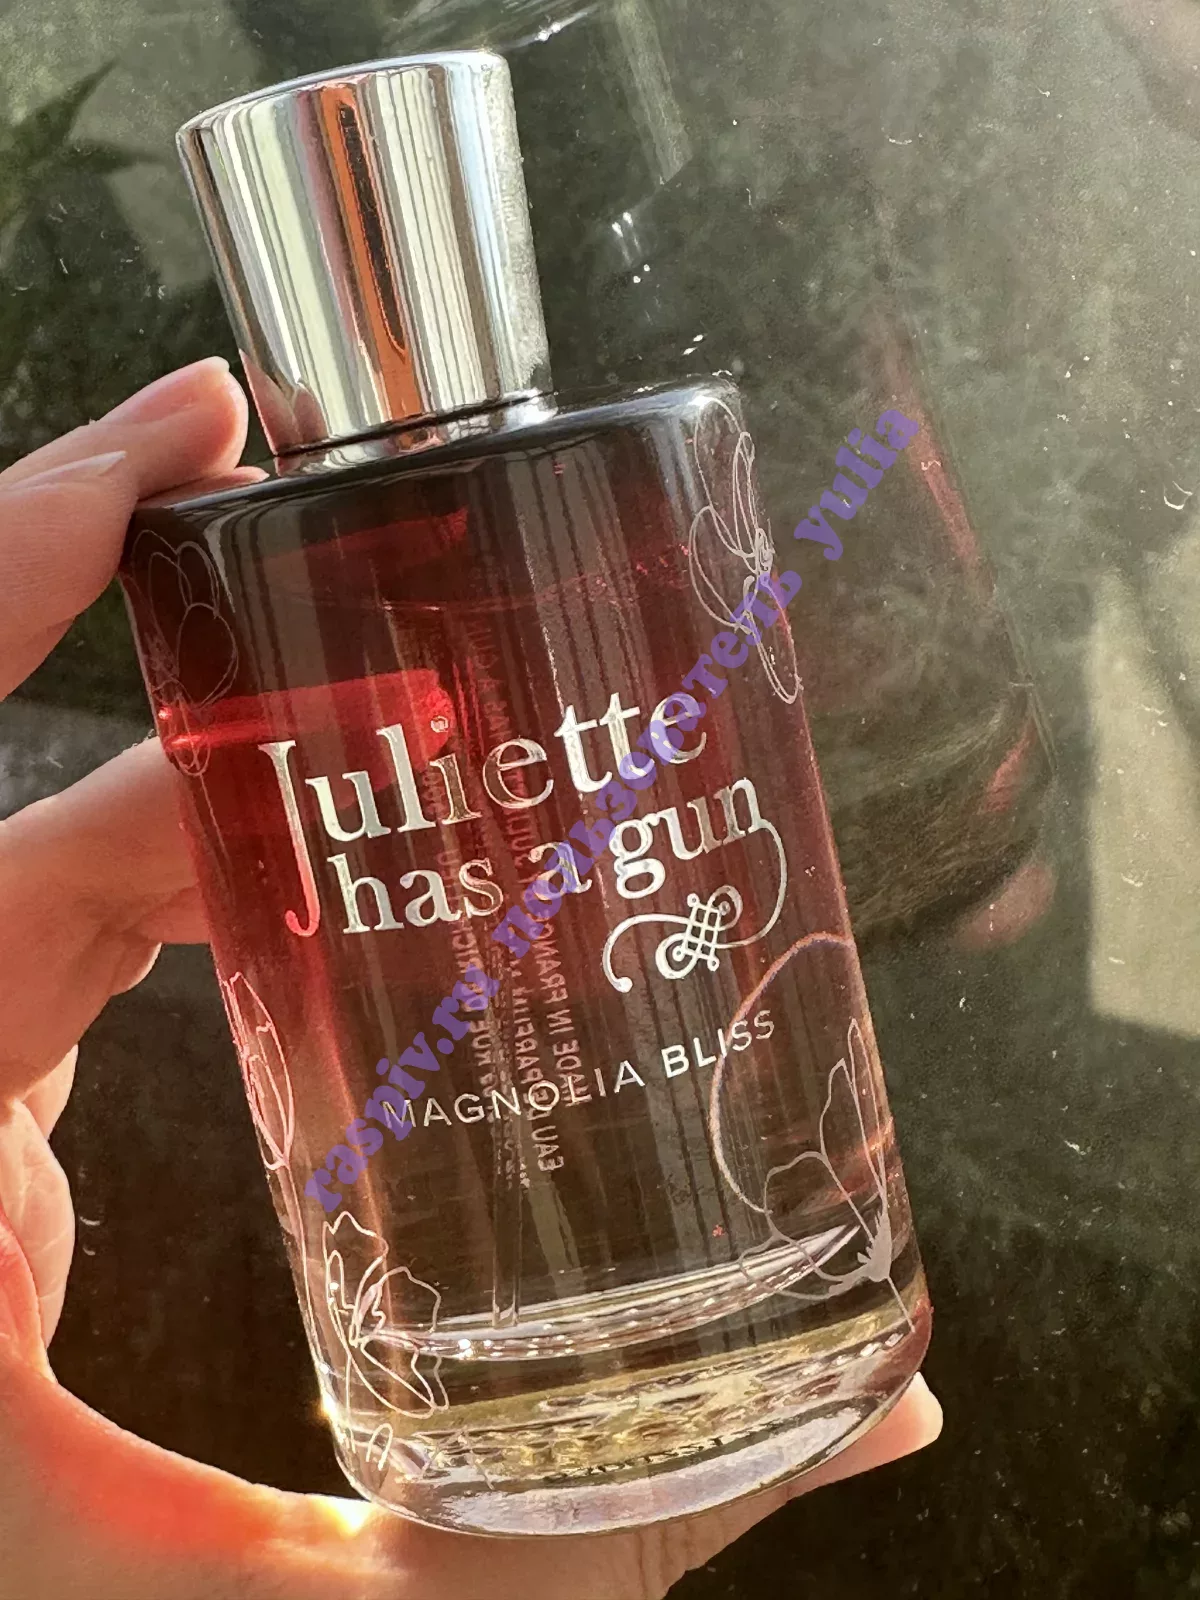 Juliette
has a gun
MAGNOLIA BLISS
raspiv.ru пользователь yulia